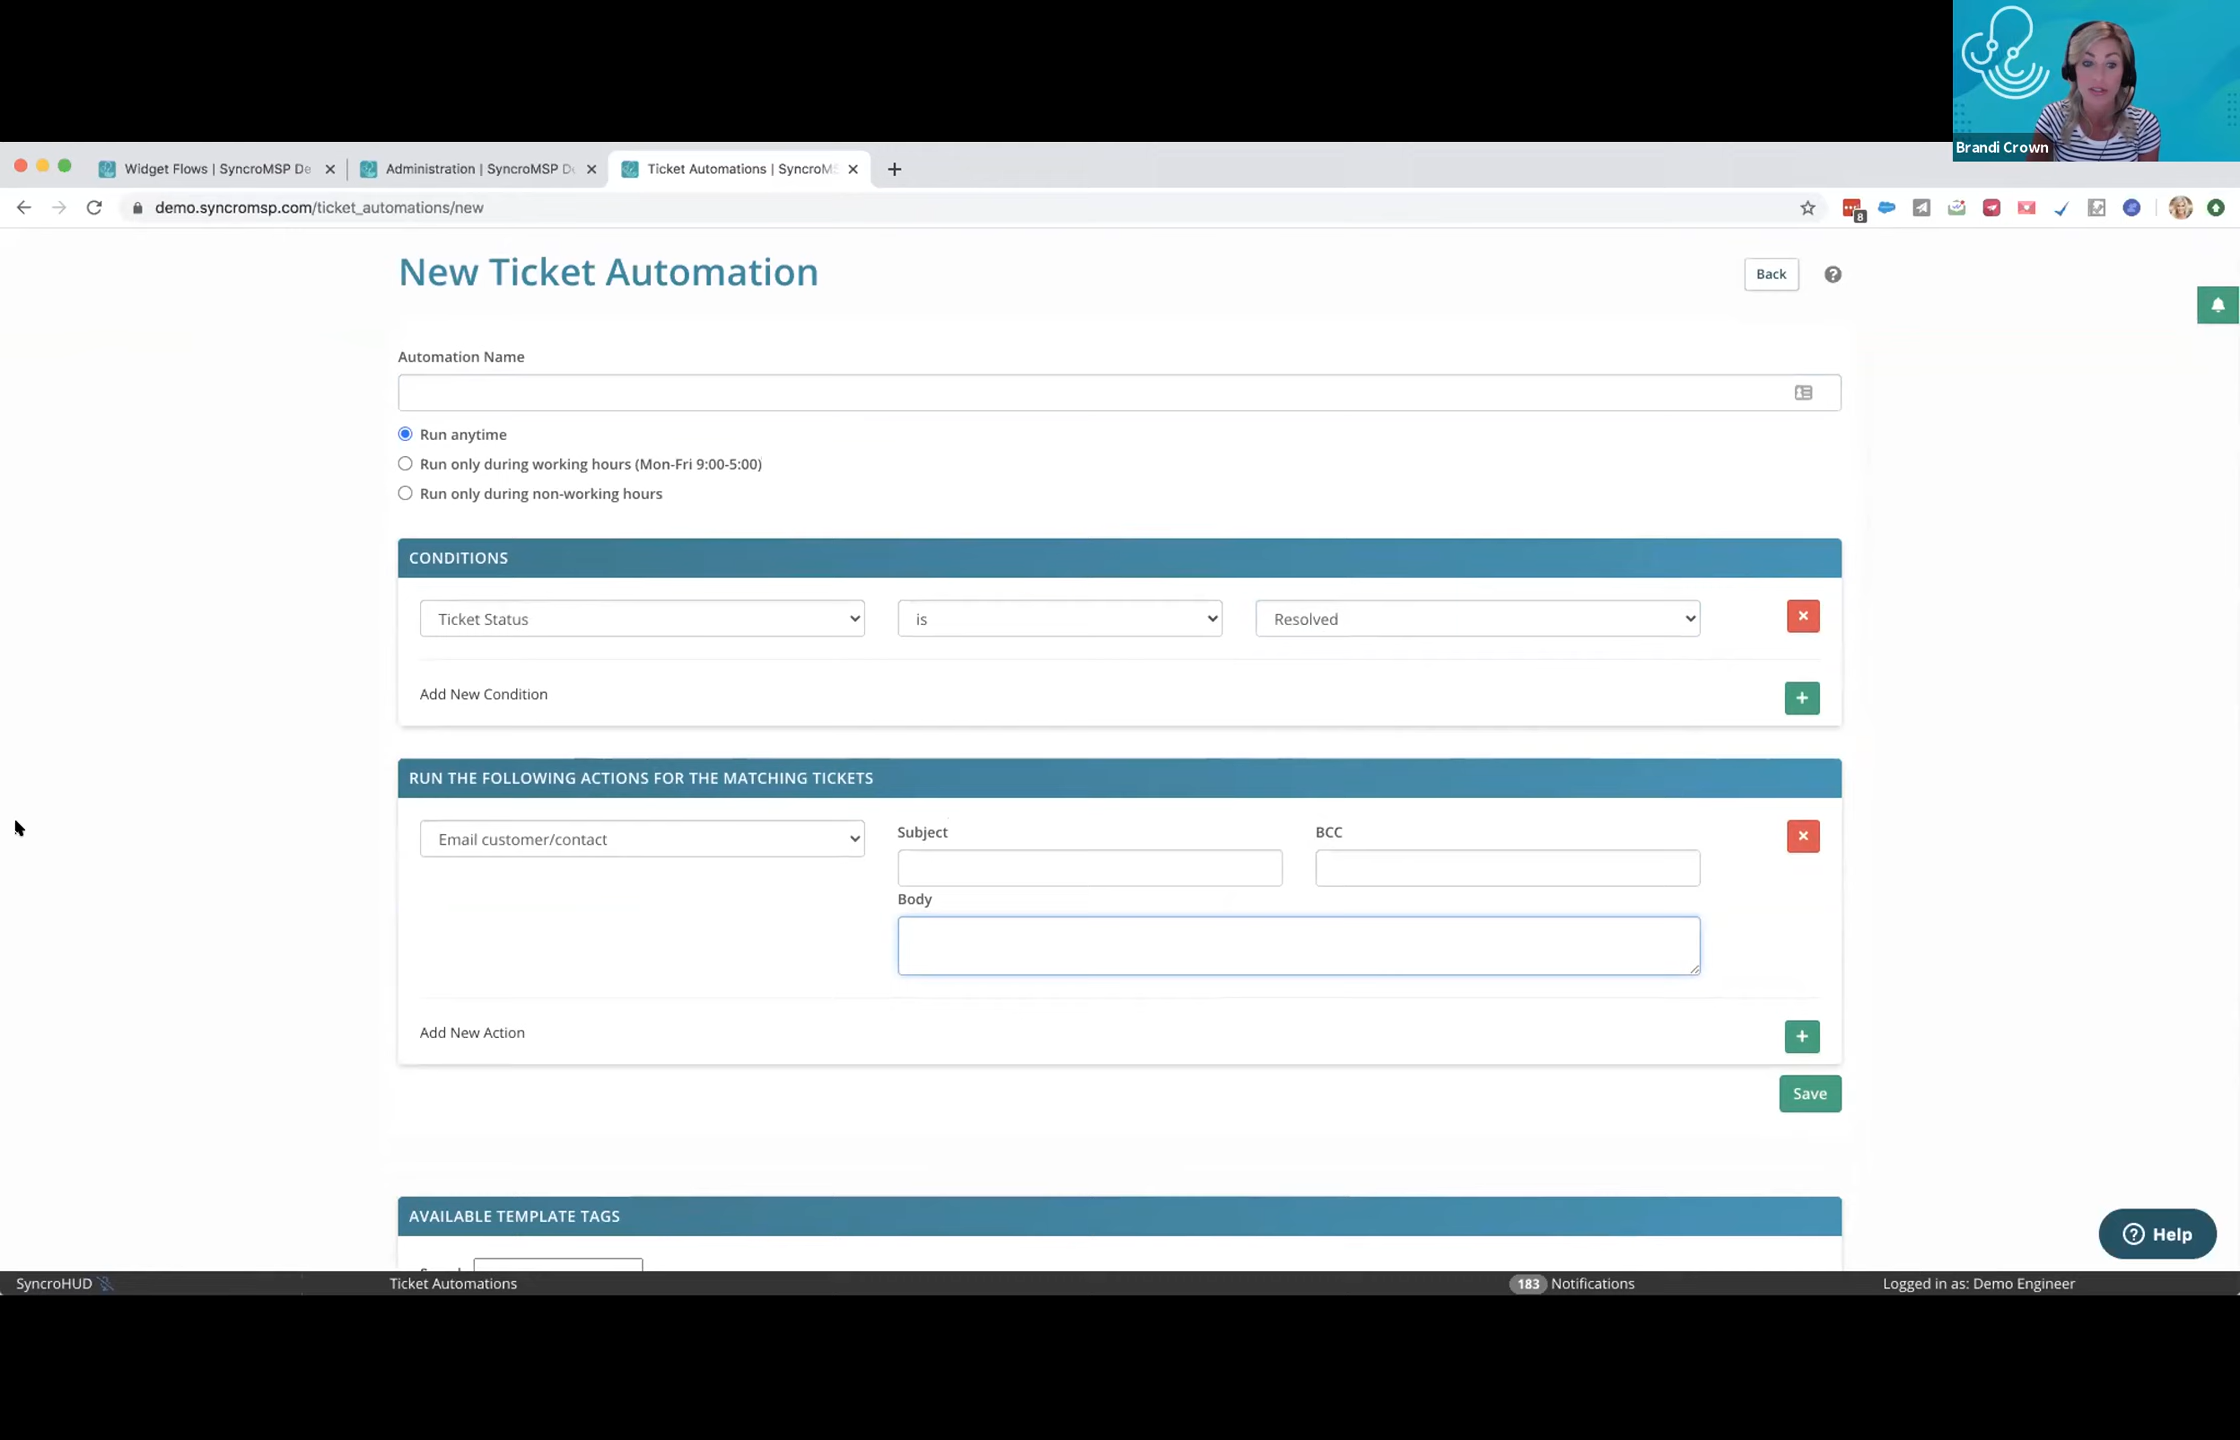 Brandi Crown
Widget Flows | SyncroMSP De
Administration | SyncroMSP De
Ticket Automations | SyncroMS
demo.syncromsp.com/ticket_automations/new
8
New Ticket Automation
Back
Automation Name
Run anytime
Run only during working hours (Mon-Fri 9:00-5:00)
Run only during non-working hours
CONDITIONS
Ticket Status
is
Resolved
Add New Condition
RUN THE FOLLOWING ACTIONS FOR THE MATCHING TICKETS
Email customer/contact
Subject
BCC
Body
Add New Action
Save
AVAILABLE TEMPLATE TAGS
Help
SyncroHUD
Ticket Automations
183 Notifications
Logged in as: Demo Engineer